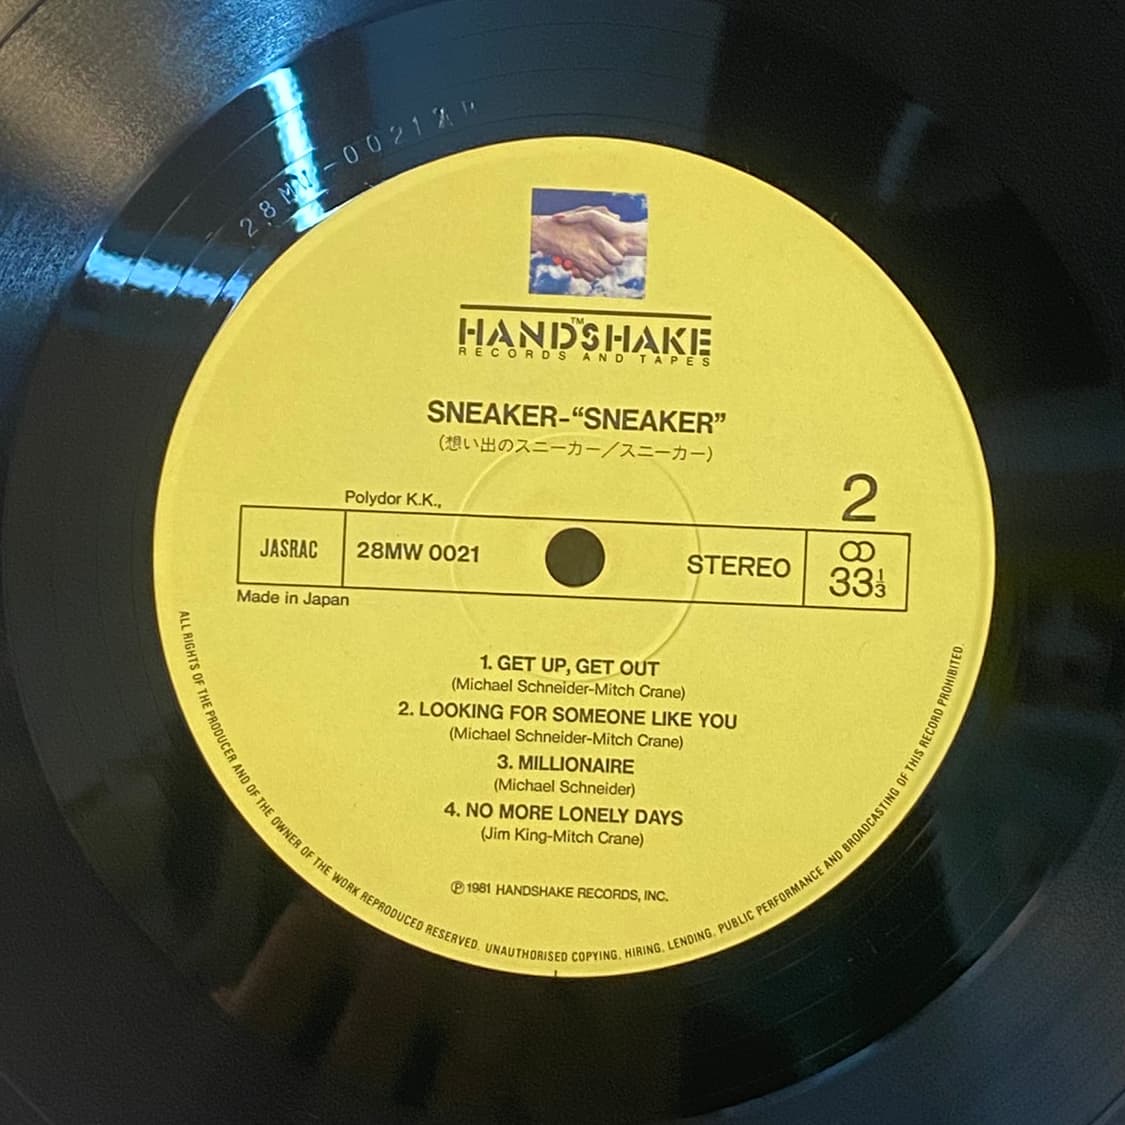 28MW-0021
TM
HANDSHAKE
RECORDS AND TAPES
SNEAKER-“SNEAKER”
(想い出のスニーカー／スニーカー)
2
Polydor K.K.,
JASRAC
28MW 0021
STEREO
33 1/3
Made in Japan
1. GET UP, GET OUT
(Michael Schneider-Mitch Crane)
2. LOOKING FOR SOMEONE LIKE YOU
(Michael Schneider-Mitch Crane)
3. MILLIONAIRE
(Michael Schneider)
4. NO MORE LONELY DAYS
(Jim King-Mitch Crane)
℗1981 HANDSHAKE RECORDS, INC.
ALL RIGHTS OF THE PRODUCER AND OF THE OWNER OF THE WORK REPRODUCED RESERVED. UNAUTHORISED COPYING, HIRING, LENDING, PUBLIC PERFORMANCE AND BROADCASTING OF THIS RECORD PROHIBITED.